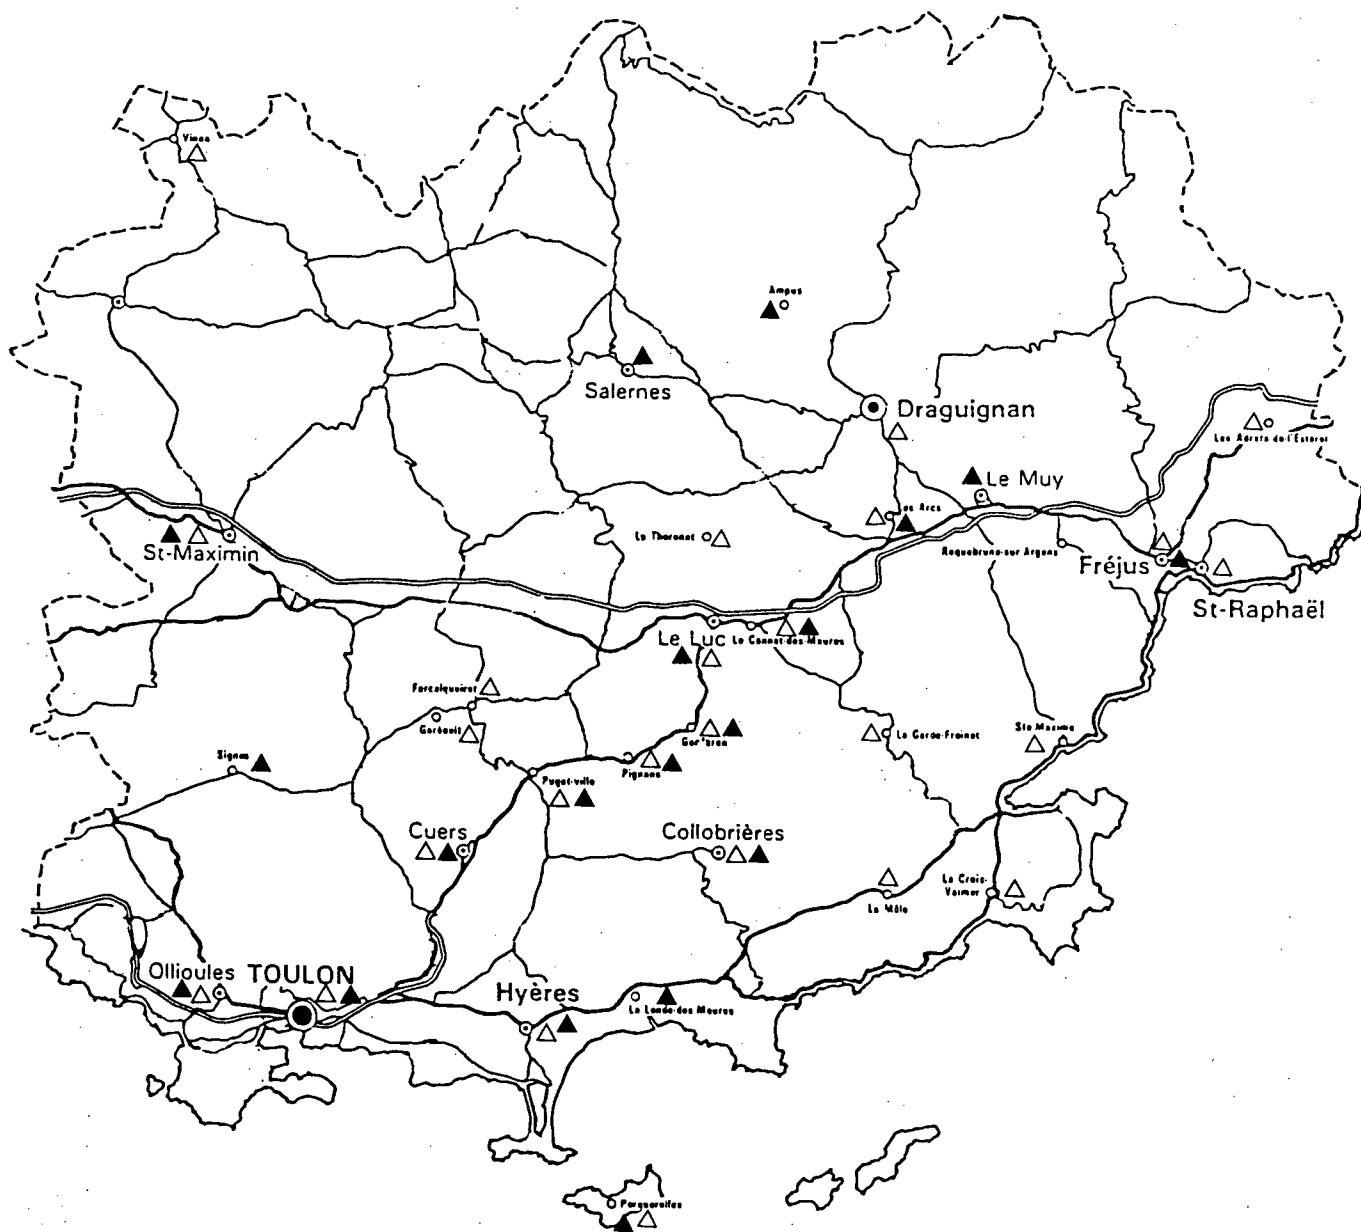 Vinon
Ampus
Salernes
Draguignan
Les Adrets de l'Esterel
Le Muy
Les Arcs
Le Thoronet
St-Maximin
Roquebrune-sur Argens
Fréjus
St-Raphaël
Le Luc
Le Cannet-des-Maures
Forcalqueiret
Garéoult
Gonfaron
La Garde-Freinet
Ste Maxime
Signes
Pignans
Puget-ville
Cuers
Collobrières
La Môle
La Croix-
Valmer
Ollioules
TOULON
Hyères
La Londe-des Maures
Porquerolles